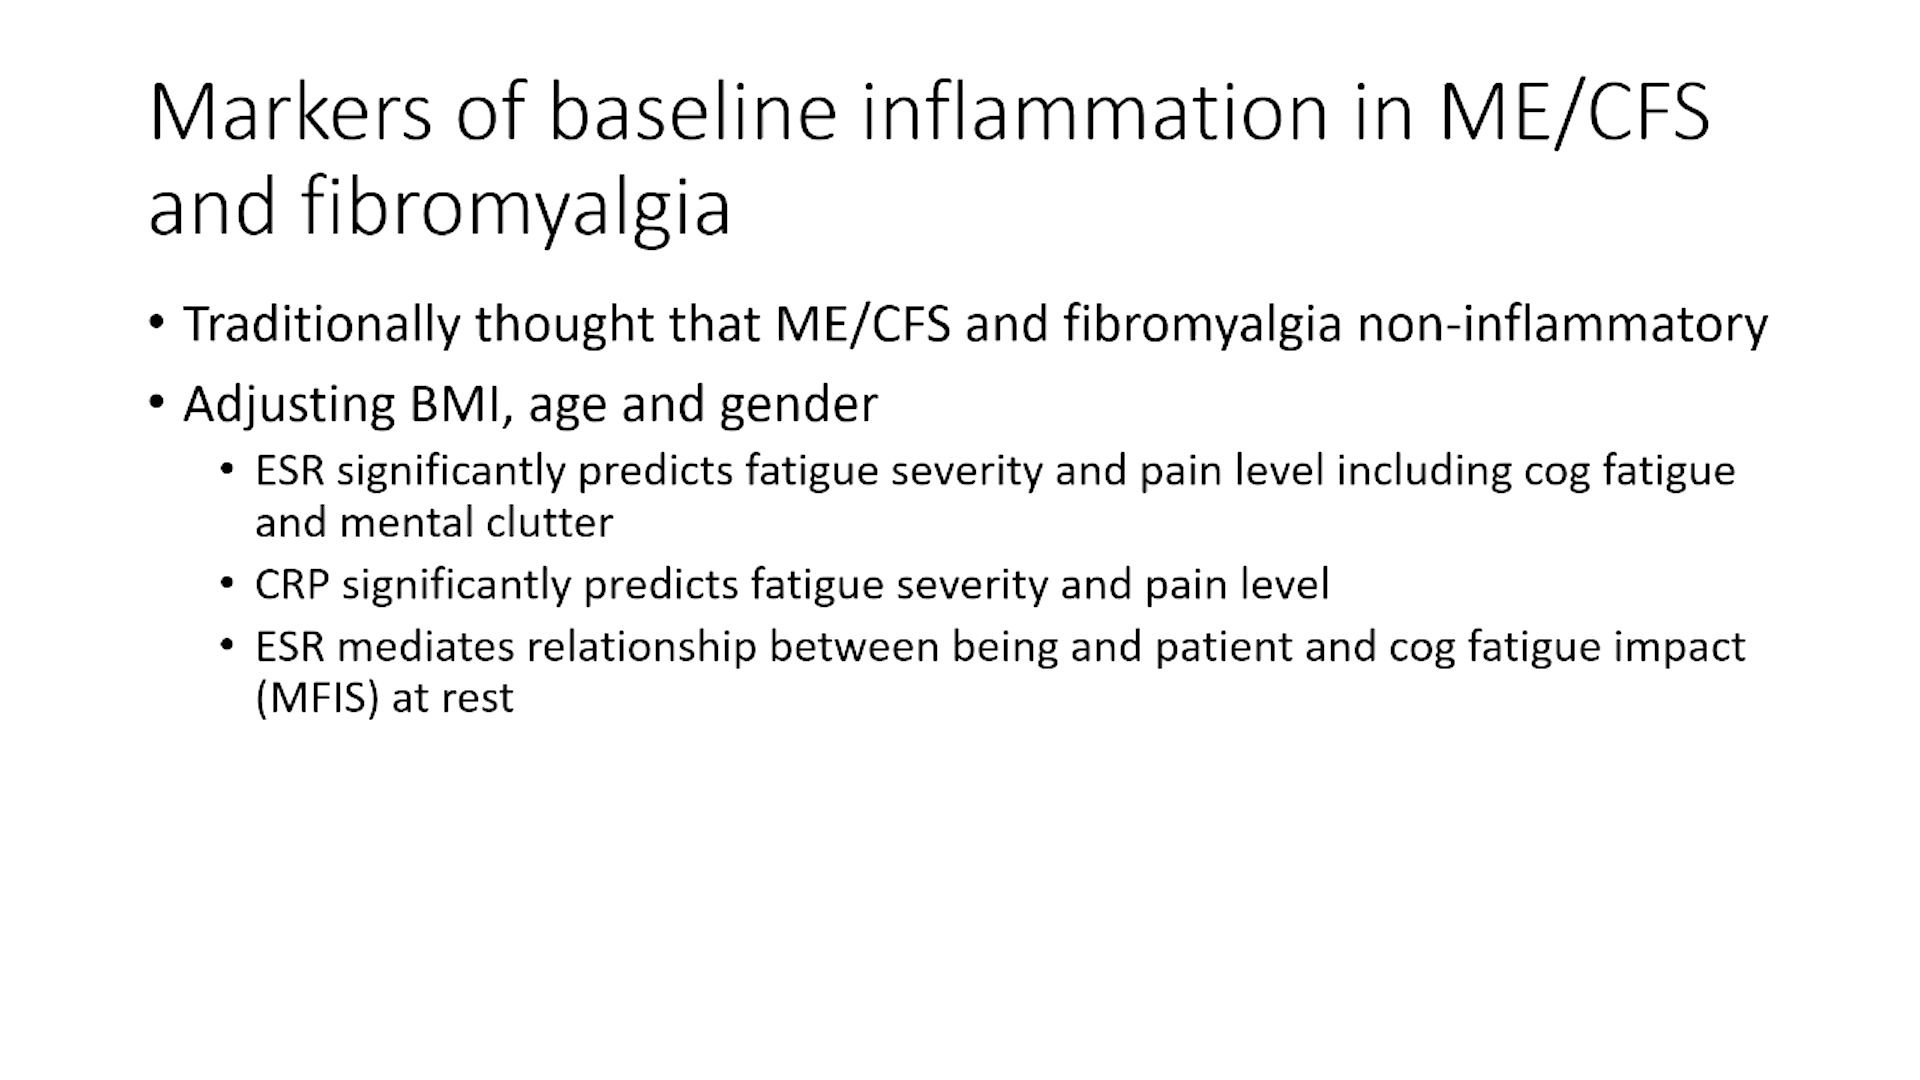 Markers of baseline inflammation in ME/CFS
and fibromyalgia
• Traditionally thought that ME/CFS and fibromyalgia non-inflammatory
• Adjusting BMI, age and gender
• ESR significantly predicts fatigue severity and pain level including cog fatigue
and mental clutter
• CRP significantly predicts fatigue severity and pain level
• ESR mediates relationship between being and patient and cog fatigue impact
(MFIS) at rest